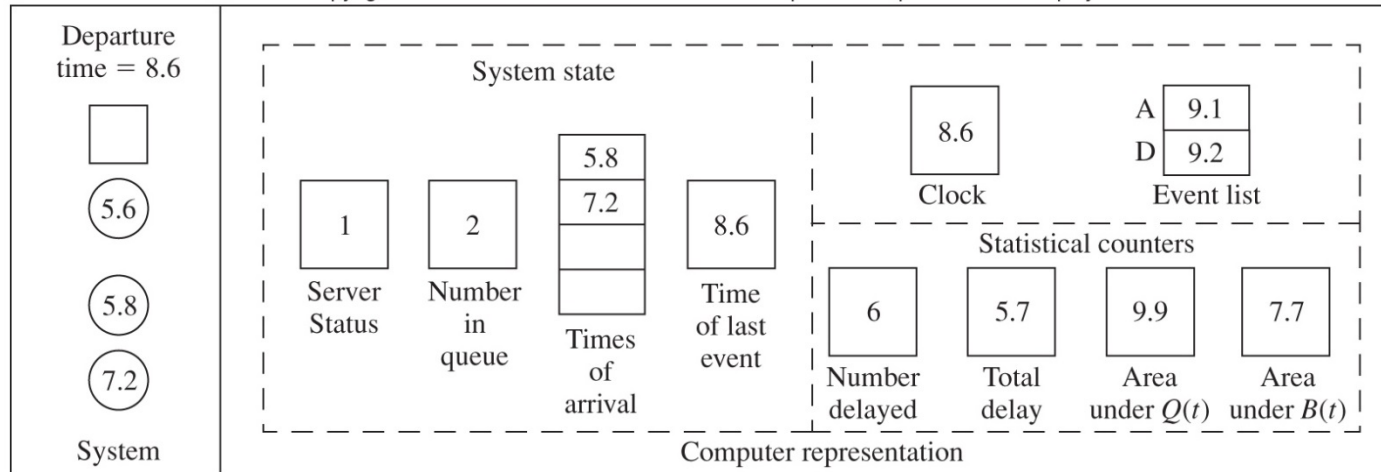 Departure
time = 8.6
5.6
5.8
7.2
System
System state
1
Server
Status
2
Number
in
queue
5.8
7.2
Times
of
arrival
8.6
Time
of last
event
8.6
Clock
A 9.1
D 9.2
Event list
Statistical counters
6
Number
delayed
5.7
Total
delay
9.9
Area
under Q(t)
7.7
Area
under B(t)
Computer representation